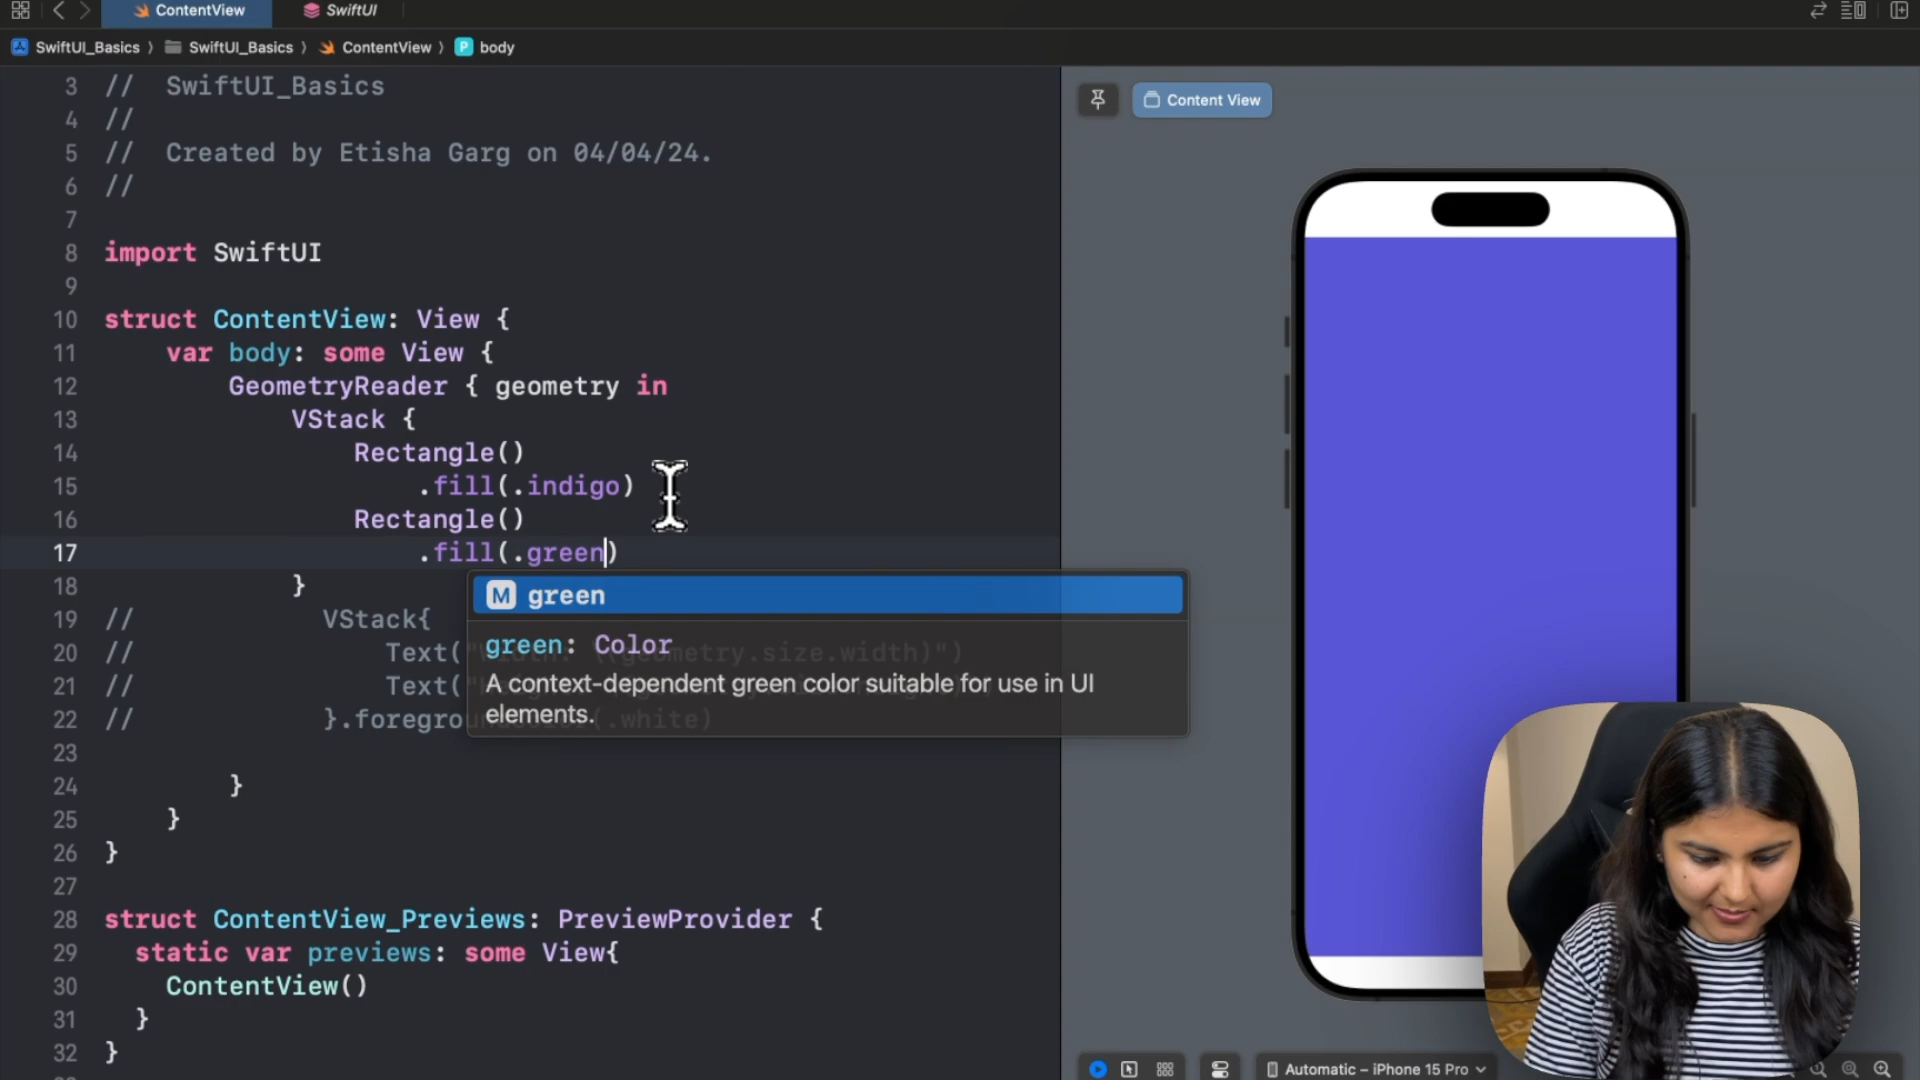 ContentView SwiftUI
SwiftUI_Basics ⟩ SwiftUI_Basics ⟩ ContentView ⟩ P body
3 // SwiftUI_Basics
4 //
5 // Created by Etisha Garg on 04/04/24.
6 //
7
8 import SwiftUI
9
10 struct ContentView: View {
11 var body: some View {
12 GeometryReader { geometry in
13 VStack {
14 Rectangle()
15 .fill(.indigo)
16 Rectangle()
17 .fill(.green)
18 }
M green
19 // VStack{
green: Color
20 // Text(" geometry.size.width)")
21 // Text("
A context-dependent green color suitable for use in UI
elements.
22 // }.foregrou (.white)
23
24 }
25 }
26 }
27
28 struct ContentView_Previews: PreviewProvider {
29 static var previews: some View{
30 ContentView()
31 }
32 }
Content View
Automatic – iPhone 15 Pro